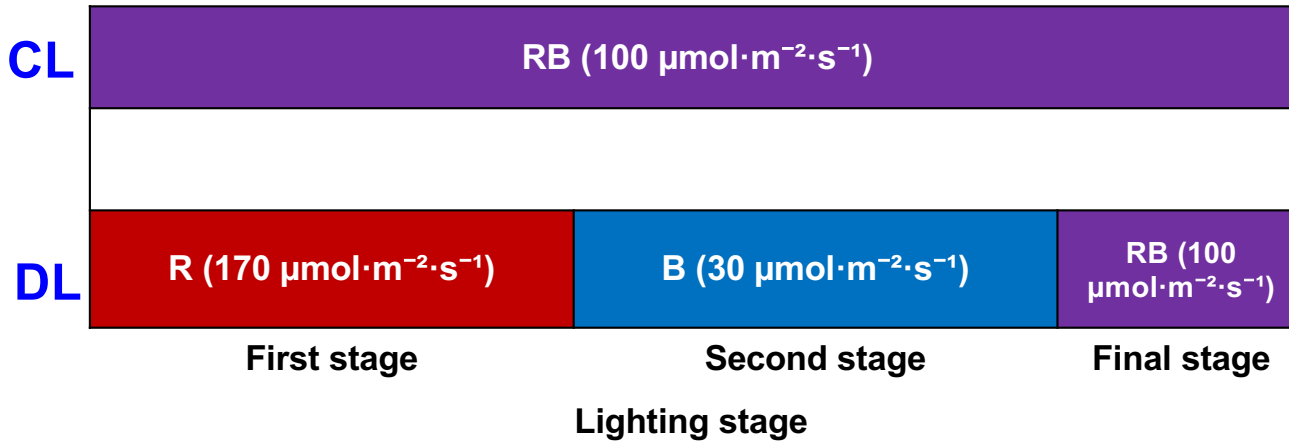 CL
RB (100 μmol·m⁻²·s⁻¹)
DL
R (170 μmol·m⁻²·s⁻¹)
B (30 μmol·m⁻²·s⁻¹)
RB (100
μmol·m⁻²·s⁻¹)
First stage
Second stage
Final stage
Lighting stage